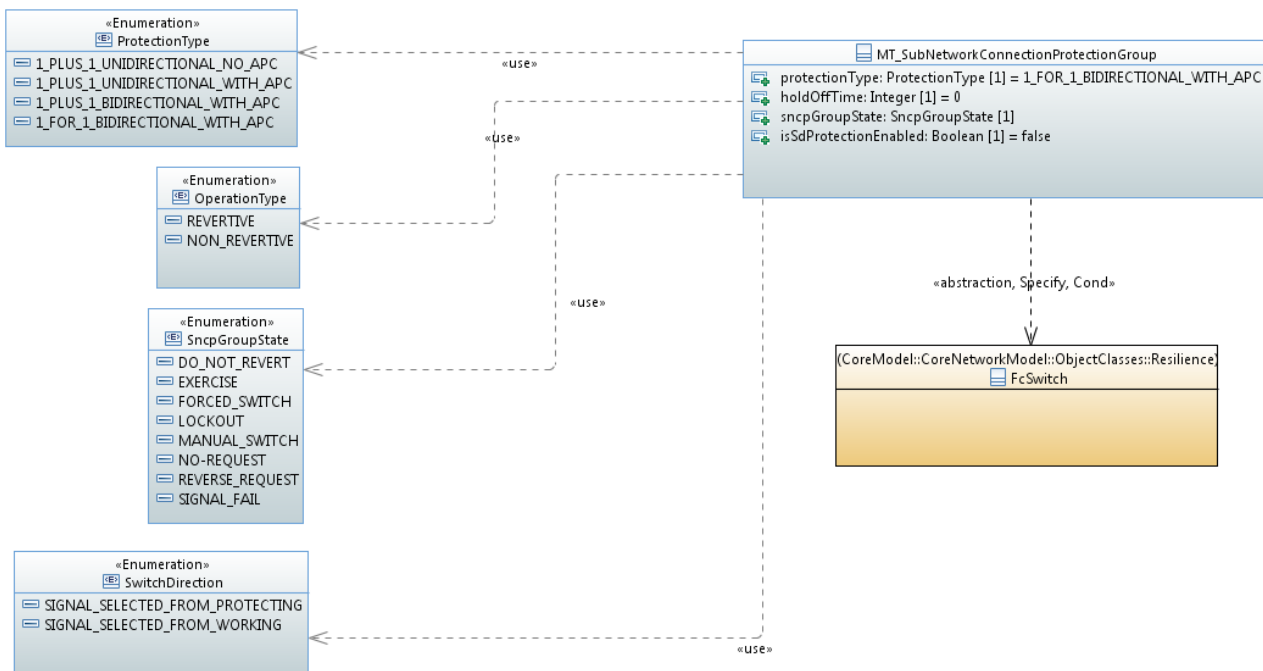 «Enumeration»
ProtectionType
1_PLUS_1_UNIDIRECTIONAL_NO_APC
1_PLUS_1_UNIDIRECTIONAL_WITH_APC
1_PLUS_1_BIDIRECTIONAL_WITH_APC
1_FOR_1_BIDIRECTIONAL_WITH_APC
«use»
MT_SubNetworkConnectionProtectionGroup
protectionType: ProtectionType [1] = 1_FOR_1_BIDIRECTIONAL_WITH_APC
holdOffTime: Integer [1] = 0
sncpGroupState: SncpGroupState [1]
isSdProtectionEnabled: Boolean [1] = false
«use»
«Enumeration»
OperationType
REVERTIVE
NON_REVERTIVE
«abstraction, Specify, Cond»
«use»
«Enumeration»
SncpGroupState
DO_NOT_REVERT
EXERCISE
FORCED_SWITCH
LOCKOUT
MANUAL_SWITCH
NO-REQUEST
REVERSE_REQUEST
SIGNAL_FAIL
(CoreModel::CoreNetworkModel::ObjectClasses::Resilience)
FcSwitch
«Enumeration»
SwitchDirection
SIGNAL_SELECTED_FROM_PROTECTING
SIGNAL_SELECTED_FROM_WORKING
«use»